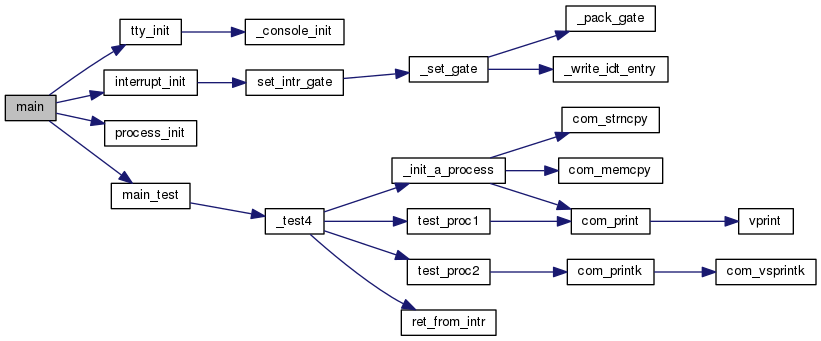 main
tty_init
_console_init
interrupt_init
set_intr_gate
_set_gate
_pack_gate
_write_idt_entry
process_init
main_test
_test4
_init_a_process
com_strncpy
com_memcpy
test_proc1
com_print
vprint
test_proc2
com_printk
com_vsprintk
ret_from_intr